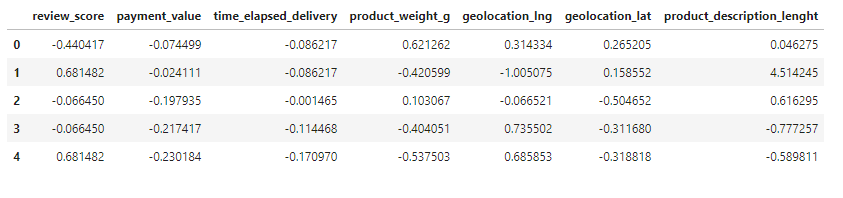 review_score payment_value time_elapsed_delivery product_weight_g geolocation_lng geolocation_lat product_description_lenght
0 -0.440417 -0.074499 -0.086217 0.621262 0.314334 0.265205 0.046275
1 0.681482 -0.024111 -0.086217 -0.420599 -1.005075 0.158552 4.514245
2 -0.066450 -0.197935 -0.001465 0.103067 -0.066521 -0.504652 0.616295
3 -0.066450 -0.217417 -0.114468 -0.404051 0.735502 -0.311680 -0.777257
4 0.681482 -0.230184 -0.170970 -0.537503 0.685853 -0.318818 -0.589811